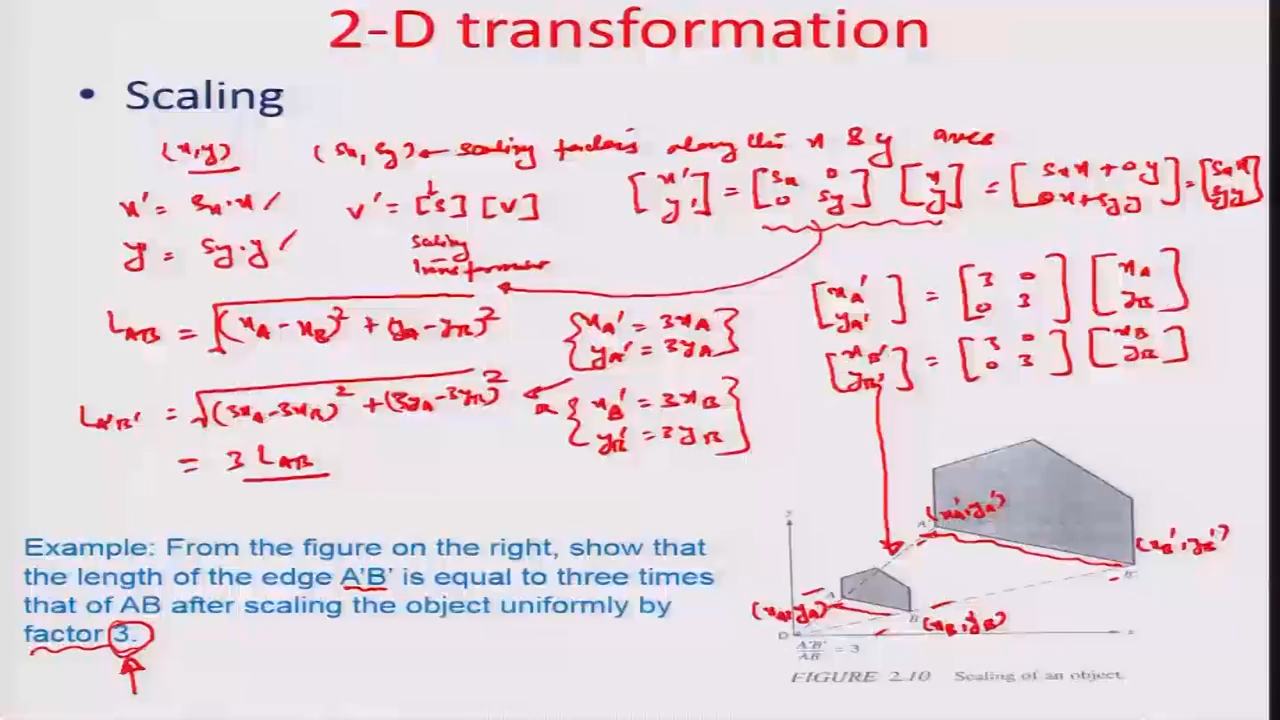 2-D transformation
• Scaling
(x,y) (sx, sy) ← scaling factors along the x & y axes
x' = sx·x / v' = [s] [v] [x' y'] = [sx 0 0 sy] [x y] = [sx x + 0 y 0x + sy y] = [sx x sy y]
y' = sy·y / scaling transformation
[xA' yA'] = [3 0 0 3] [xA yB]
LAB = √(xA - xB)² + (yA - yB)² {xA' = 3xA yA' = 3yA}
[xB' yB'] = [3 0 0 3] [xB yB]
LA'B' = √(3xA-3xB)² + (3yA-3yB)² ← & {xB' = 3xB yB' = 3yB}
= 3 LAB
Example: From the figure on the right, show that
the length of the edge A'B' is equal to three times
that of AB after scaling the object uniformly by
factor 3.
y
A' (xA', yA')
(xB', yB')
B'
A
(xA, yA)
B (xB, yB)
O x
A'B'/AB = 3
FIGURE 2.10 Scaling of an object.